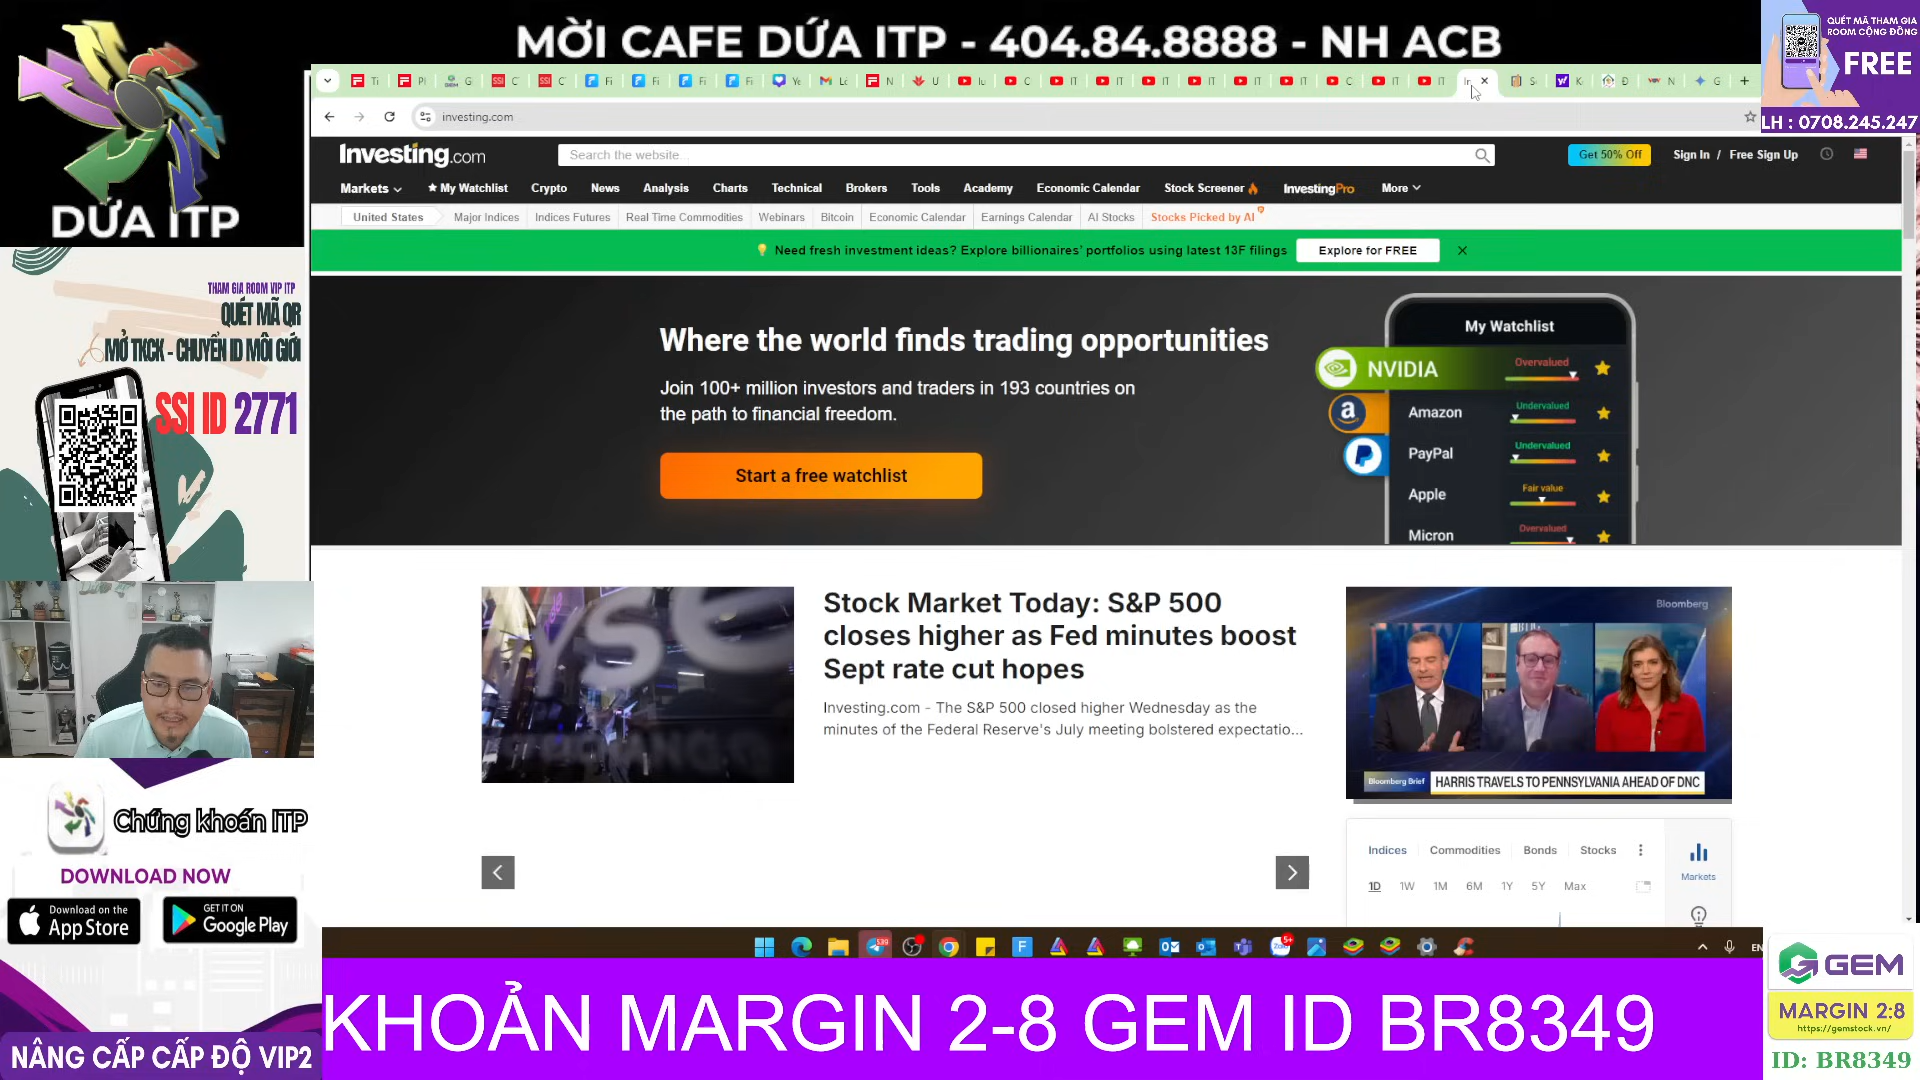 MỜI CAFE DỨA ITP - 404.84.8888 - NH ACB
QUÉT MÃ THAM GIA
ROOM CỘNG ĐỒNG
FREE
LH : 0708.245.247
DỨA ITP
investing.com
Investing.com
Search the website...
Get 50% Off
Sign In / Free Sign Up
Markets
My Watchlist
Crypto
News
Analysis
Charts
Technical
Brokers
Tools
Academy
Economic Calendar
Stock Screener
InvestingPro
More
United States
Major Indices
Indices Futures
Real Time Commodities
Webinars
Bitcoin
Economic Calendar
Earnings Calendar
AI Stocks
Stocks Picked by AI
Need fresh investment ideas? Explore billionaires' portfolios using latest 13F filings
Explore for FREE
THAM GIA ROOM VIP ITP
QUÉT MÃ QR
MỞ TKCK - CHUYỂN ID MÔI GIỚI
SSI ID 2771
Where the world finds trading opportunities
Join 100+ million investors and traders in 193 countries on
the path to financial freedom.
Start a free watchlist
My Watchlist
NVIDIA
Overvalued
Amazon
Undervalued
PayPal
Undervalued
Apple
Fair value
Micron
Overvalued
Stock Market Today: S&P 500
closes higher as Fed minutes boost
Sept rate cut hopes
Investing.com - The S&P 500 closed higher Wednesday as the
minutes of the Federal Reserve's July meeting bolstered expectatio...
Bloomberg
Bloomberg Brief
HARRIS TRAVELS TO PENNSYLVANIA AHEAD OF DNC
Indices
Commodities
Bonds
Stocks
1D
1W
1M
6M
1Y
5Y
Max
Markets
Chứng khoán ITP
DOWNLOAD NOW
Download on the
App Store
GET IT ON
Google Play
NÂNG CẤP CẤP ĐỘ VIP2
KHOẢN MARGIN 2-8 GEM ID BR8349
GEM
MARGIN 2:8
https://gemstock.vn/
ID: BR8349